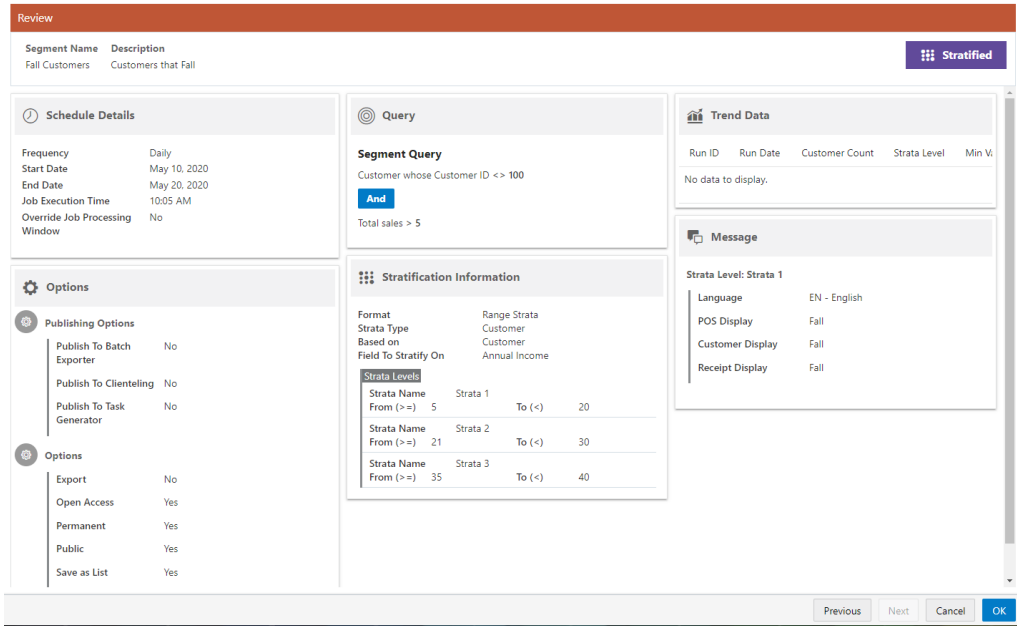 Review
Segment Name Description
Fall Customers Customers that Fall
Stratified
Schedule Details
Frequency Daily
Start Date May 10, 2020
End Date May 20, 2020
Job Execution Time 10:05 AM
Override Job Processing No
Window
Options
Publishing Options
Publish To Batch No
Exporter
Publish To Clienteling No
Publish To Task No
Generator
Options
Export No
Open Access Yes
Permanent Yes
Public Yes
Save as List Yes
Query
Segment Query
Customer whose Customer ID <> 100
And
Total sales > 5
Stratification Information
Format Range Strata
Strata Type Customer
Based on Customer
Field To Stratify On Annual Income
Strata Levels
Strata Name Strata 1
From (>=) 5 To (<) 20
Strata Name Strata 2
From (>=) 21 To (<) 30
Strata Name Strata 3
From (>=) 35 To (<) 40
Trend Data
Run ID Run Date Customer Count Strata Level Min
No data to display.
Message
Strata Level: Strata 1
Language EN - English
POS Display Fall
Customer Display Fall
Receipt Display Fall
Previous Next Cancel OK